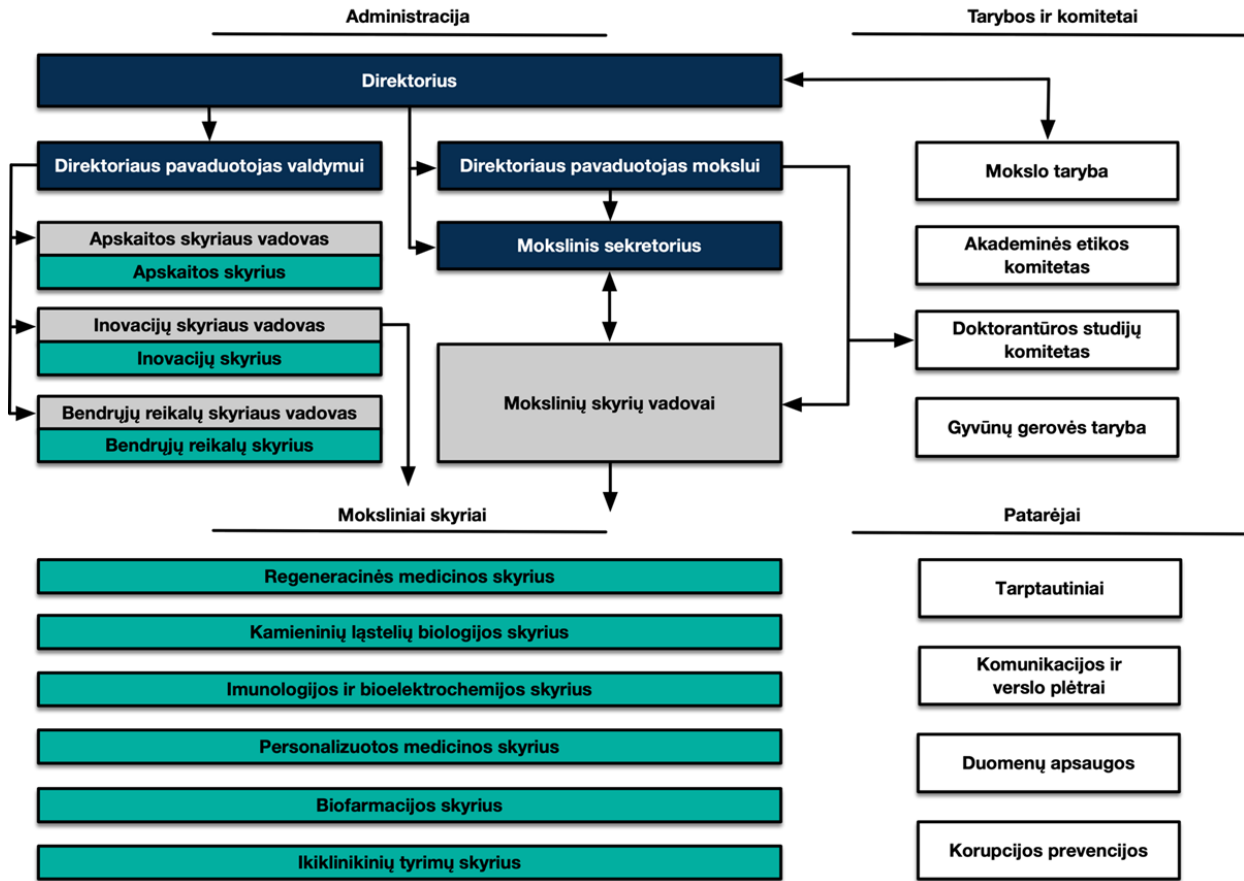 Administracija
Tarybos ir komitetai
Direktorius
Direktoriaus pavaduotojas valdymui
Direktoriaus pavaduotojas mokslui
Mokslo taryba
Apskaitos skyriaus vadovas
Apskaitos skyrius
Mokslinis sekretorius
Akademinės etikos
komitetas
Inovacijų skyriaus vadovas
Inovacijų skyrius
Doktorantūros studijų
komitetas
Bendrųjų reikalų skyriaus vadovas
Bendrųjų reikalų skyrius
Mokslinių skyrių vadovai
Gyvūnų gerovės taryba
Moksliniai skyriai
Patarėjai
Regeneracinės medicinos skyrius
Kamieninių ląstelių biologijos skyrius
Imunologijos ir bioelektrochemijos skyrius
Personalizuotos medicinos skyrius
Biofarmacijos skyrius
Ikiklinikinių tyrimų skyrius
Tarptautiniai
Komunikacijos ir
verslo plėtrai
Duomenų apsaugos
Korupcijos prevencijos